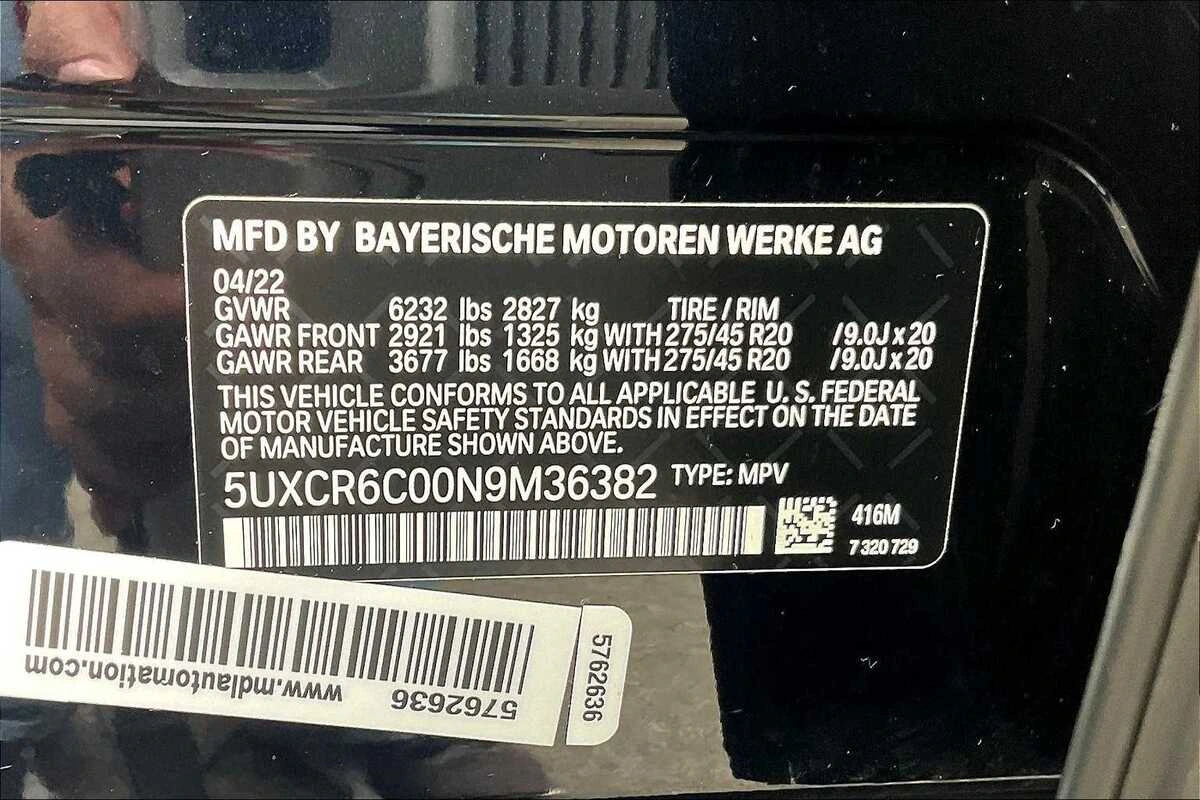 MFD BY BAYERISCHE MOTOREN WERKE AG
04/22
GVWR 6232 lbs 2827 kg TIRE / RIM
GAWR FRONT 2921 lbs 1325 kg WITH 275/45 R20 /9.0J x 20
GAWR REAR 3677 lbs 1668 kg WITH 275/45 R20 /9.0J x 20
THIS VEHICLE CONFORMS TO ALL APPLICABLE U. S. FEDERAL
MOTOR VEHICLE SAFETY STANDARDS IN EFFECT ON THE DATE
OF MANUFACTURE SHOWN ABOVE.
5UXCR6C00N9M36382 TYPE: MPV
416M
7 320 729
5762636 www.mdlautomation.com
5762636